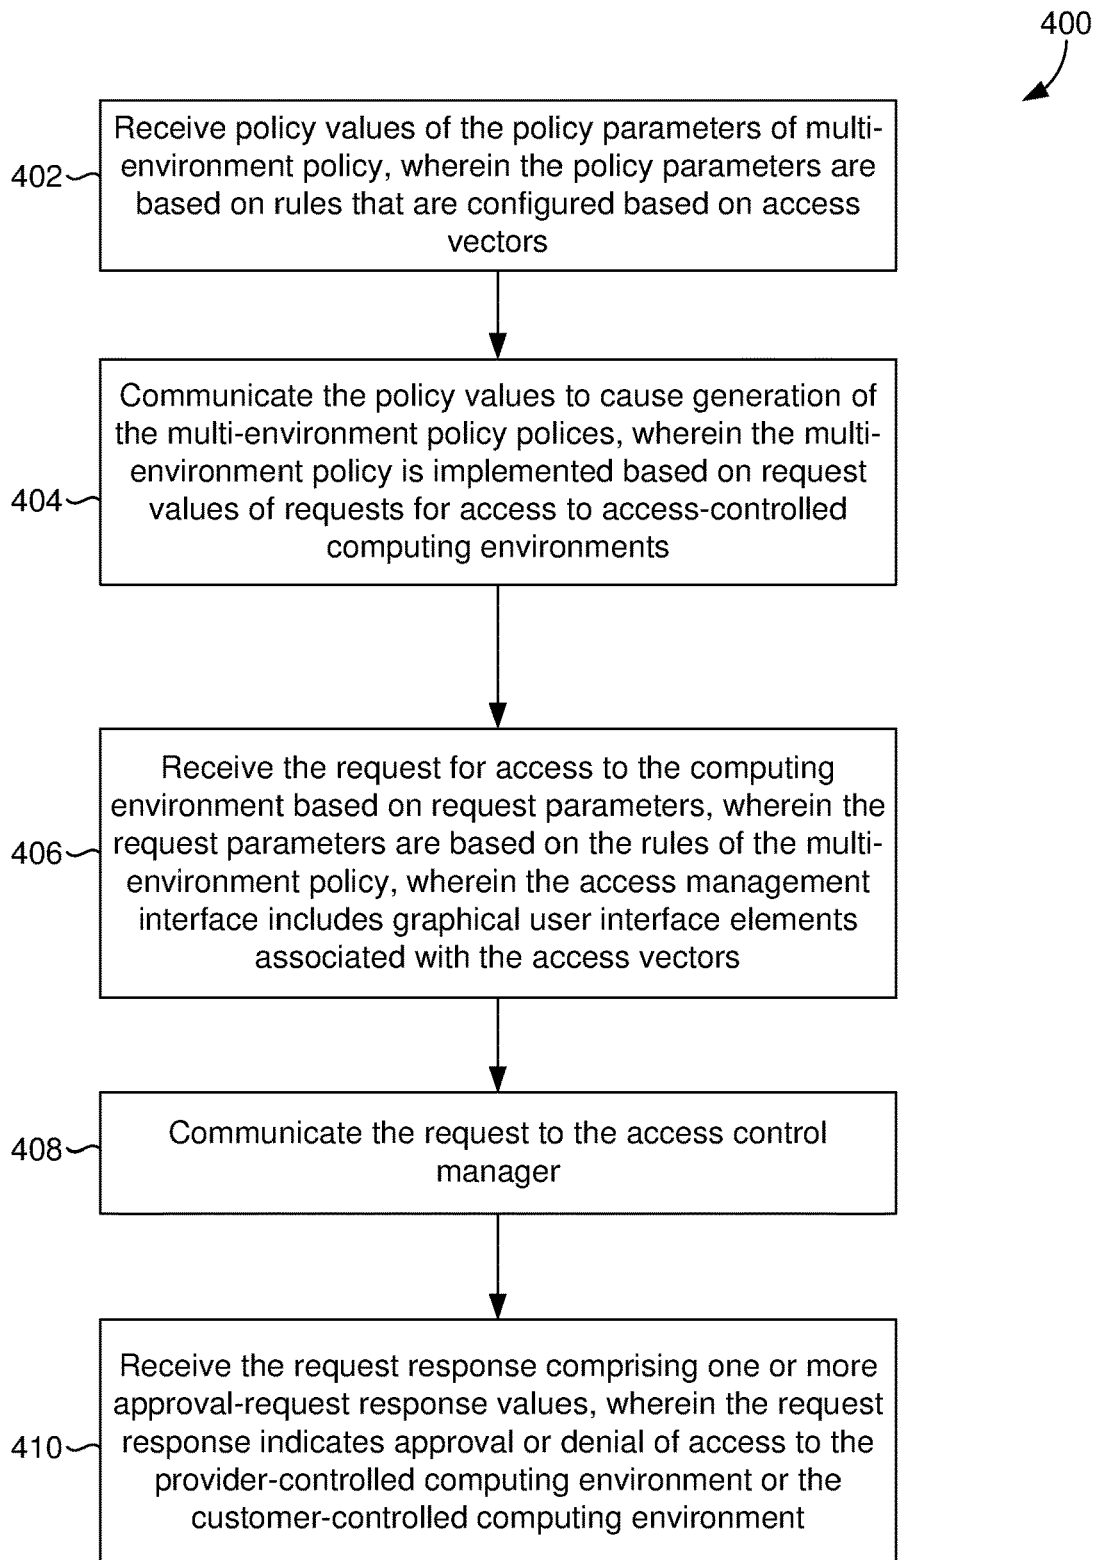 400
402
Receive policy values of the policy parameters of multi-
environment policy, wherein the policy parameters are
based on rules that are configured based on access
vectors
404
Communicate the policy values to cause generation of
the multi-environment policy polices, wherein the multi-
environment policy is implemented based on request
values of requests for access to access-controlled
computing environments
406
Receive the request for access to the computing
environment based on request parameters, wherein the
request parameters are based on the rules of the multi-
environment policy, wherein the access management
interface includes graphical user interface elements
associated with the access vectors
408
Communicate the request to the access control
manager
410
Receive the request response comprising one or more
approval-request response values, wherein the request
response indicates approval or denial of access to the
provider-controlled computing environment or the
customer-controlled computing environment